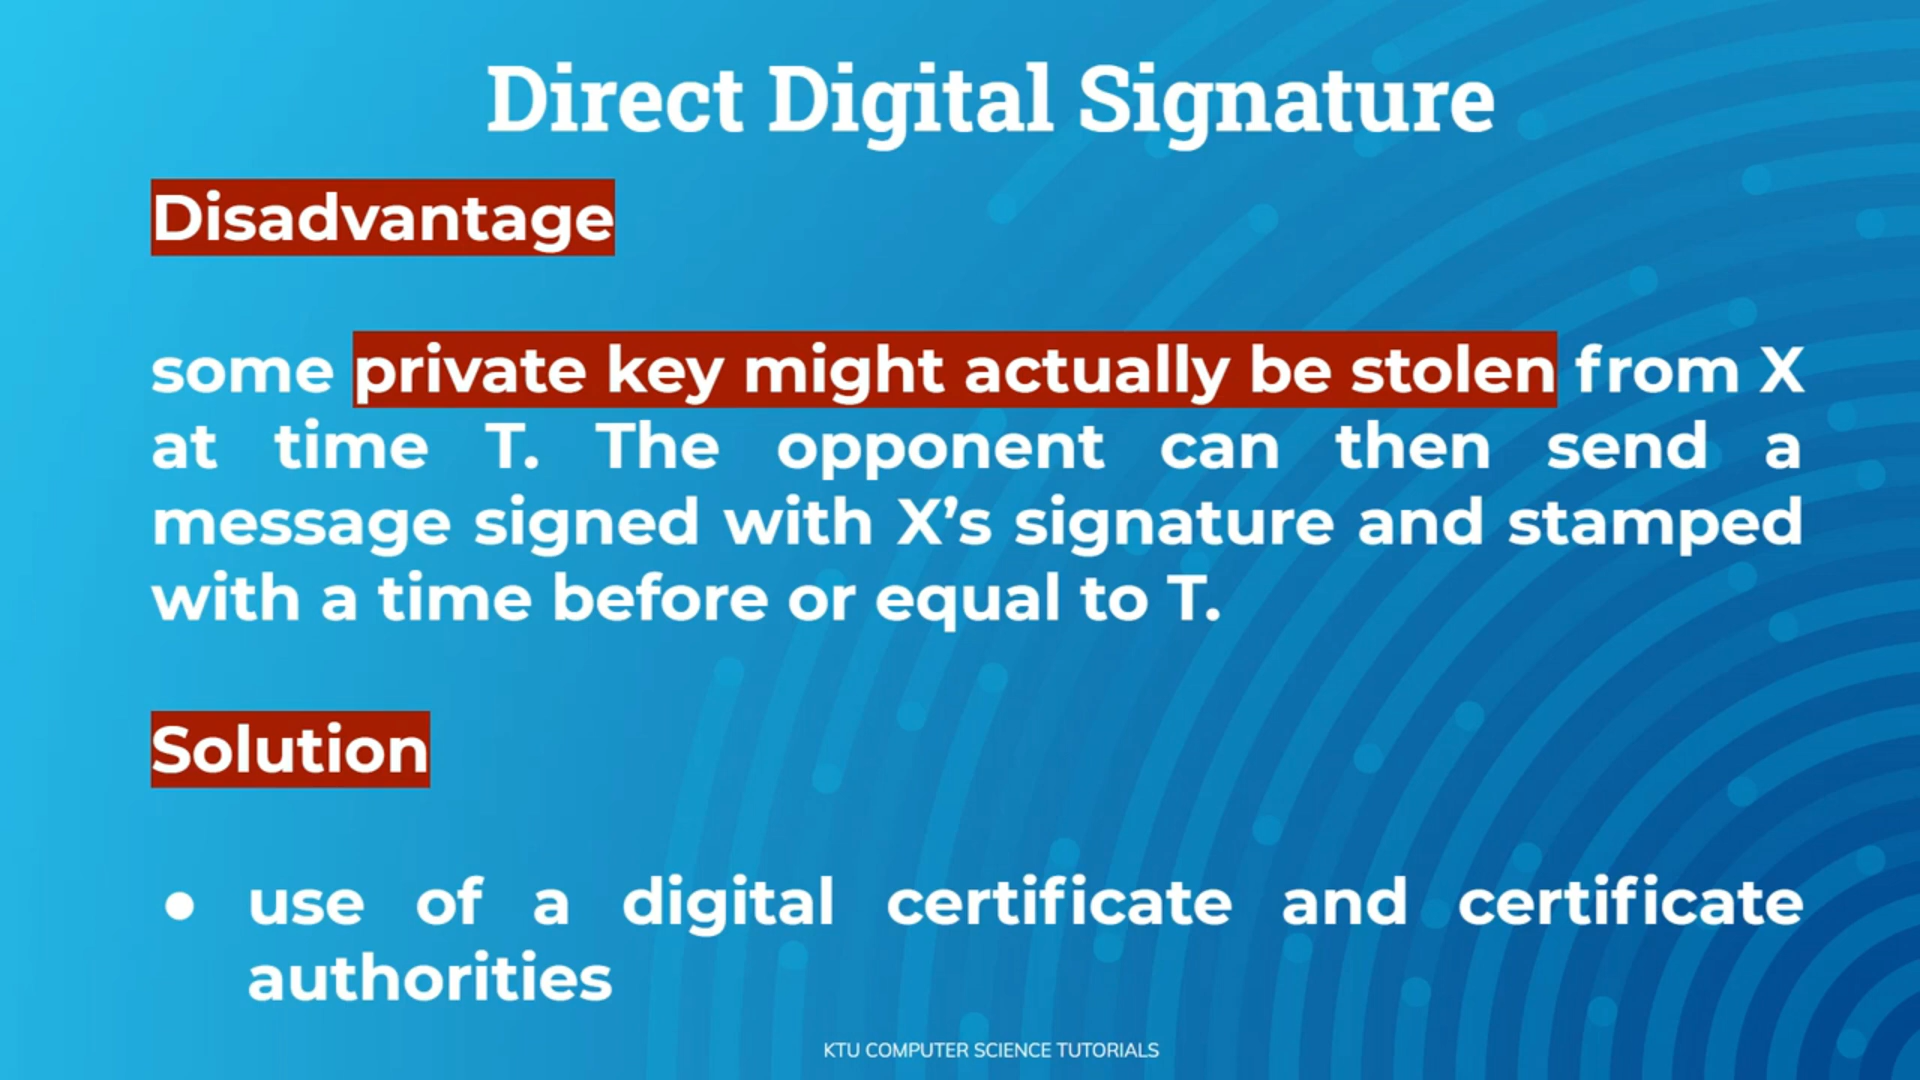 Direct Digital Signature
Disadvantage
some private key might actually be stolen from X
at time T. The opponent can then send a
message signed with X’s signature and stamped
with a time before or equal to T.
Solution
● use of a digital certificate and certificate
authorities
KTU COMPUTER SCIENCE TUTORIALS